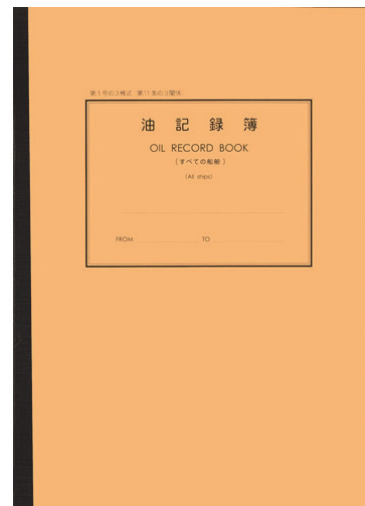 第1号の3様式 第11条の3関係
油記録簿
OIL RECORD BOOK
(すべての船舶)
(All ships)
FROM TO